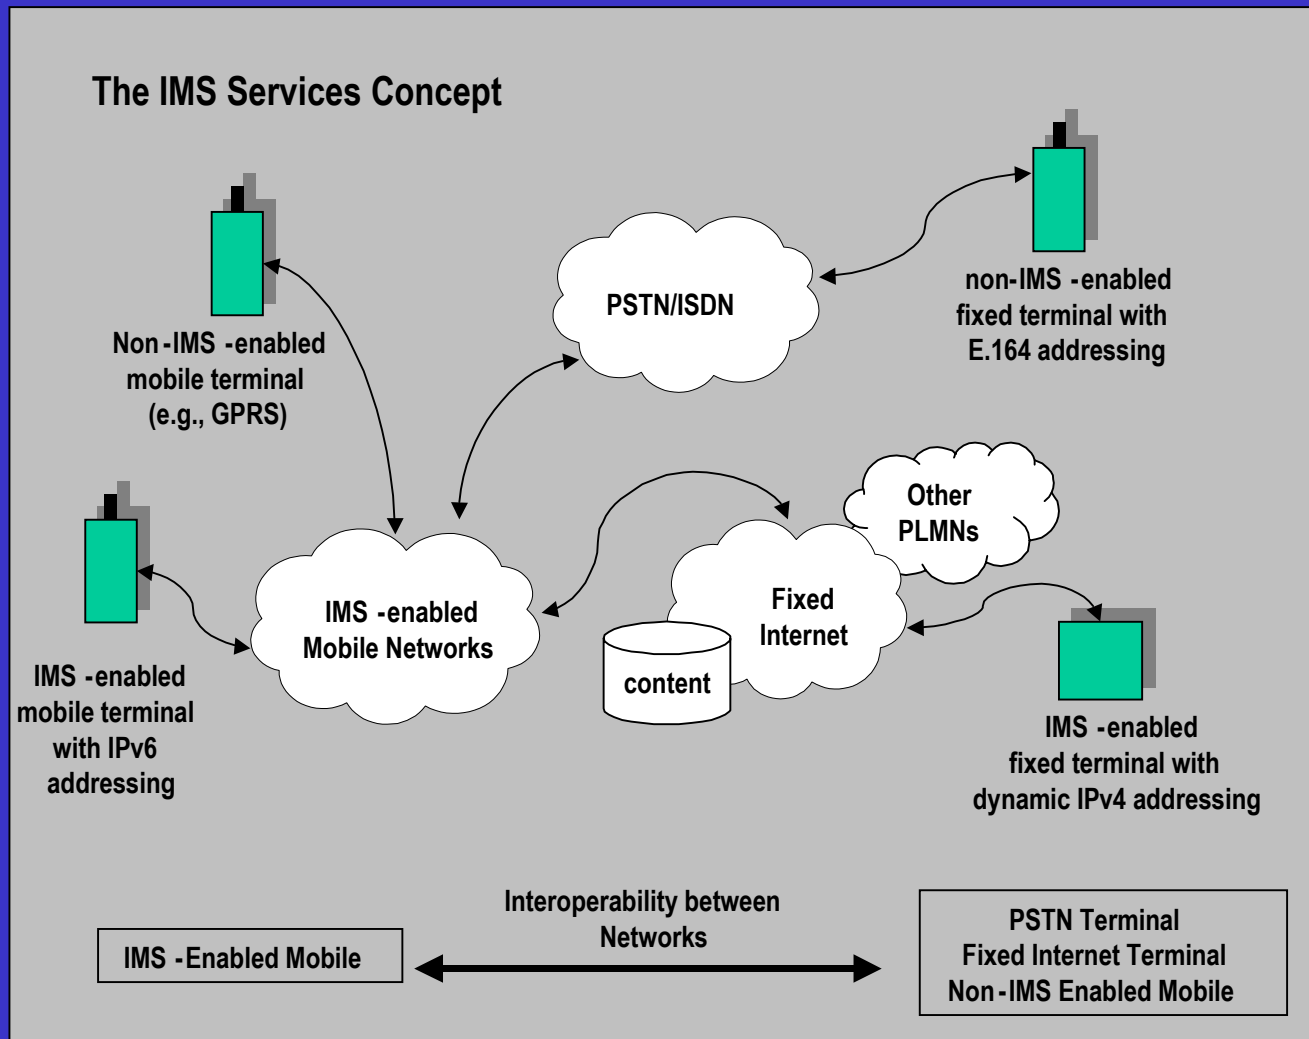 The IMS Services Concept
Non-IMS-enabled
mobile terminal
(e.g., GPRS)
PSTN/ISDN
non-IMS-enabled
fixed terminal with
E.164 addressing
IMS-enabled
mobile terminal
with IPv6
addressing
IMS-enabled
Mobile Networks
Other
PLMNs
Fixed
Internet
content
IMS-enabled
fixed terminal with
dynamic IPv4 addressing
Interoperability between
Networks
IMS-Enabled Mobile
PSTN Terminal
Fixed Internet Terminal
Non-IMS Enabled Mobile